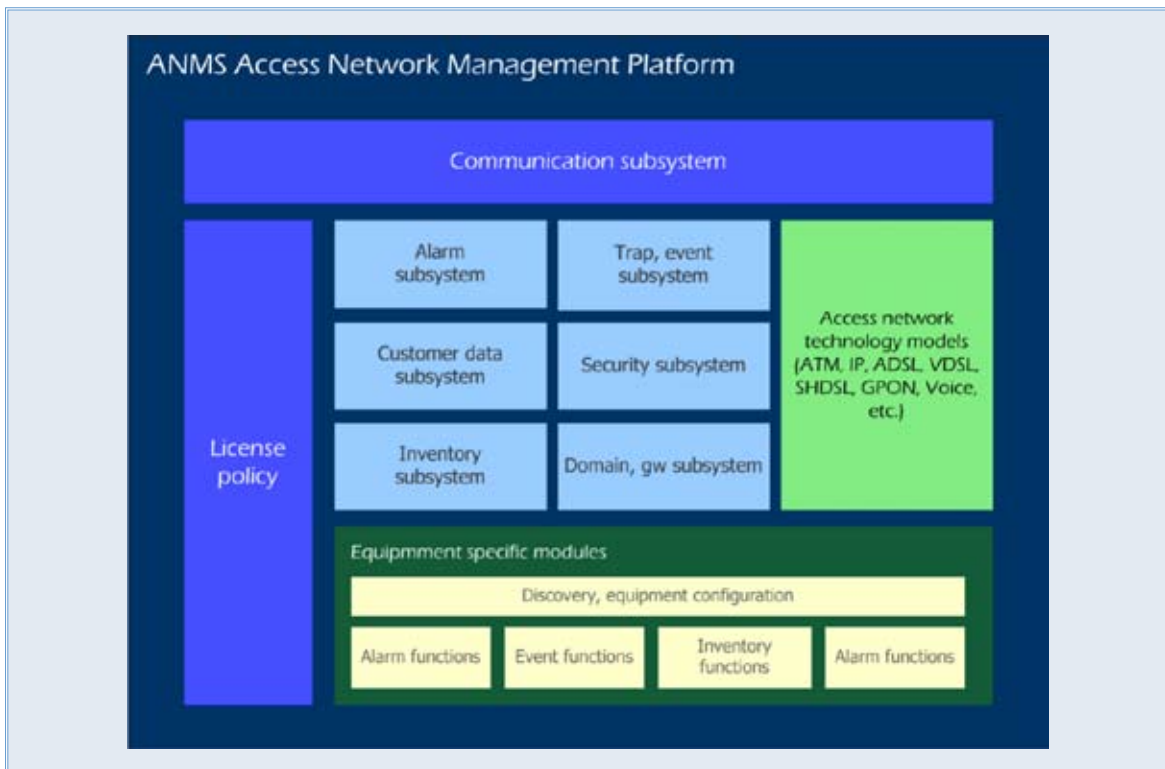 ANMS Access Network Management Platform
Communication subsystem
License
policy
Alarm
subsystem
Trap, event
subsystem
Customer data
subsystem
Security subsystem
Inventory
subsystem
Domain, gw subsystem
Access network
technology models
(ATM, IP, ADSL, VDSL,
SHDSL, GPON, Voice,
etc.)
Equipmment specific modules
Discovery, equipment configuration
Alarm functions
Event functions
Inventory
functions
Alarm functions